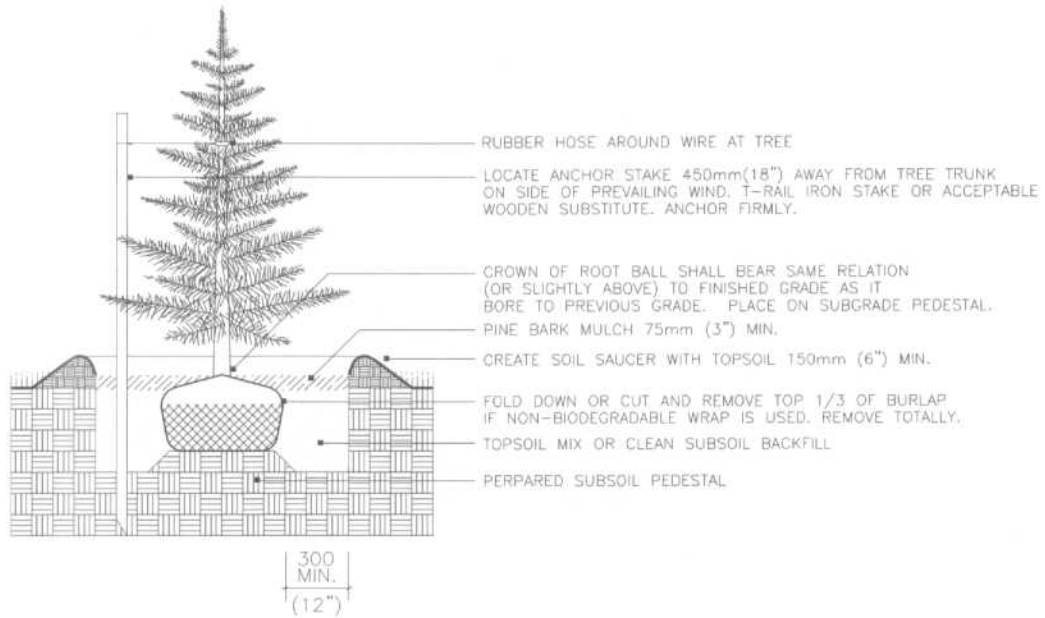 RUBBER HOSE AROUND WIRE AT TREE
LOCATE ANCHOR STAKE 450mm(18") AWAY FROM TREE TRUNK
ON SIDE OF PREVAILING WIND. T-RAIL IRON STAKE OR ACCEPTABLE
WOODEN SUBSTITUTE. ANCHOR FIRMLY.
CROWN OF ROOT BALL SHALL BEAR SAME RELATION
(OR SLIGHTLY ABOVE) TO FINISHED GRADE AS IT
BORE TO PREVIOUS GRADE. PLACE ON SUBGRADE PEDESTAL.
PINE BARK MULCH 75mm (3") MIN.
CREATE SOIL SAUCER WITH TOPSOIL 150mm (6") MIN.
FOLD DOWN OR CUT AND REMOVE TOP 1/3 OF BURLAP
IF NON-BIODEGRADABLE WRAP IS USED. REMOVE TOTALLY.
TOPSOIL MIX OR CLEAN SUBSOIL BACKFILL
PERPARED SUBSOIL PEDESTAL
300
MIN.
(12")